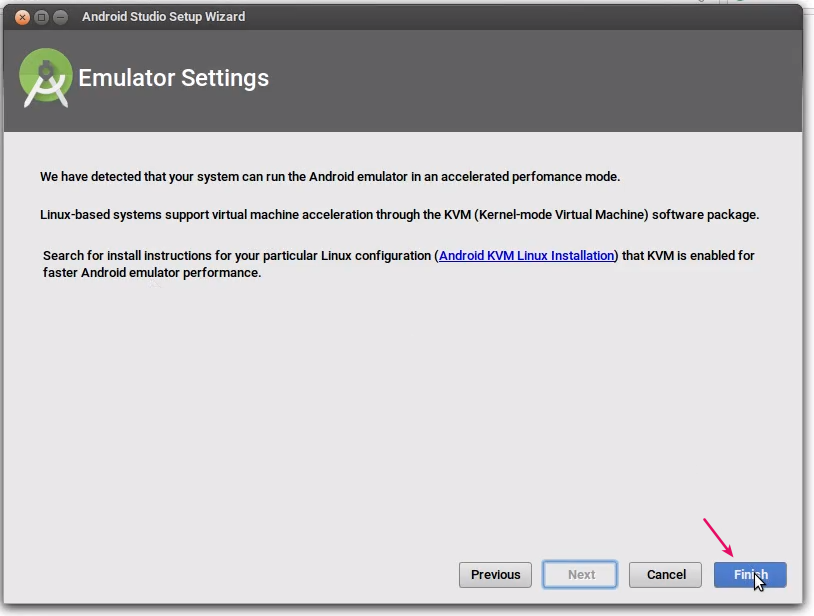 Android Studio Setup Wizard
Emulator Settings
We have detected that your system can run the Android emulator in an accelerated perfomance mode.
Linux-based systems support virtual machine acceleration through the KVM (Kernel-mode Virtual Machine) software package.
Search for install instructions for your particular Linux configuration (Android KVM Linux Installation) that KVM is enabled for
faster Android emulator performance.
Previous Next Cancel Finish